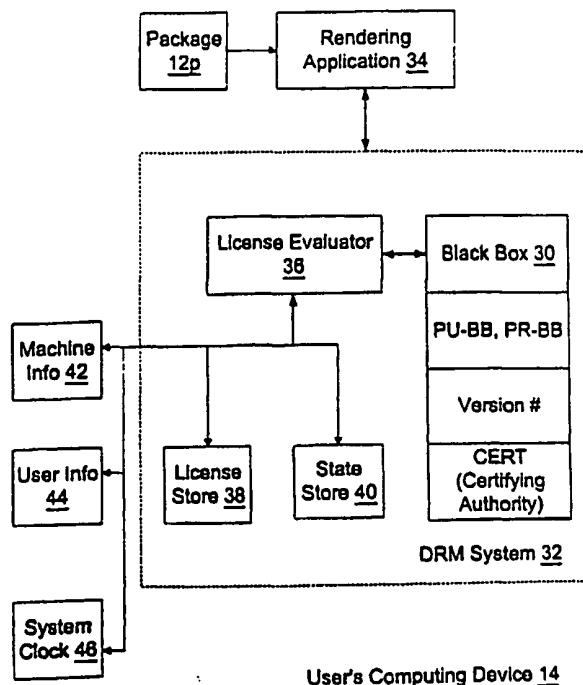 Package
12p
Rendering
Application 34
License Evaluator
36
Black Box 30
PU-BB, PR-BB
Version #
CERT
(Certifying
Authority)
Machine
Info 42
User Info
44
License
Store 38
State
Store 40
DRM System 32
System
Clock 46
User's Computing Device 14